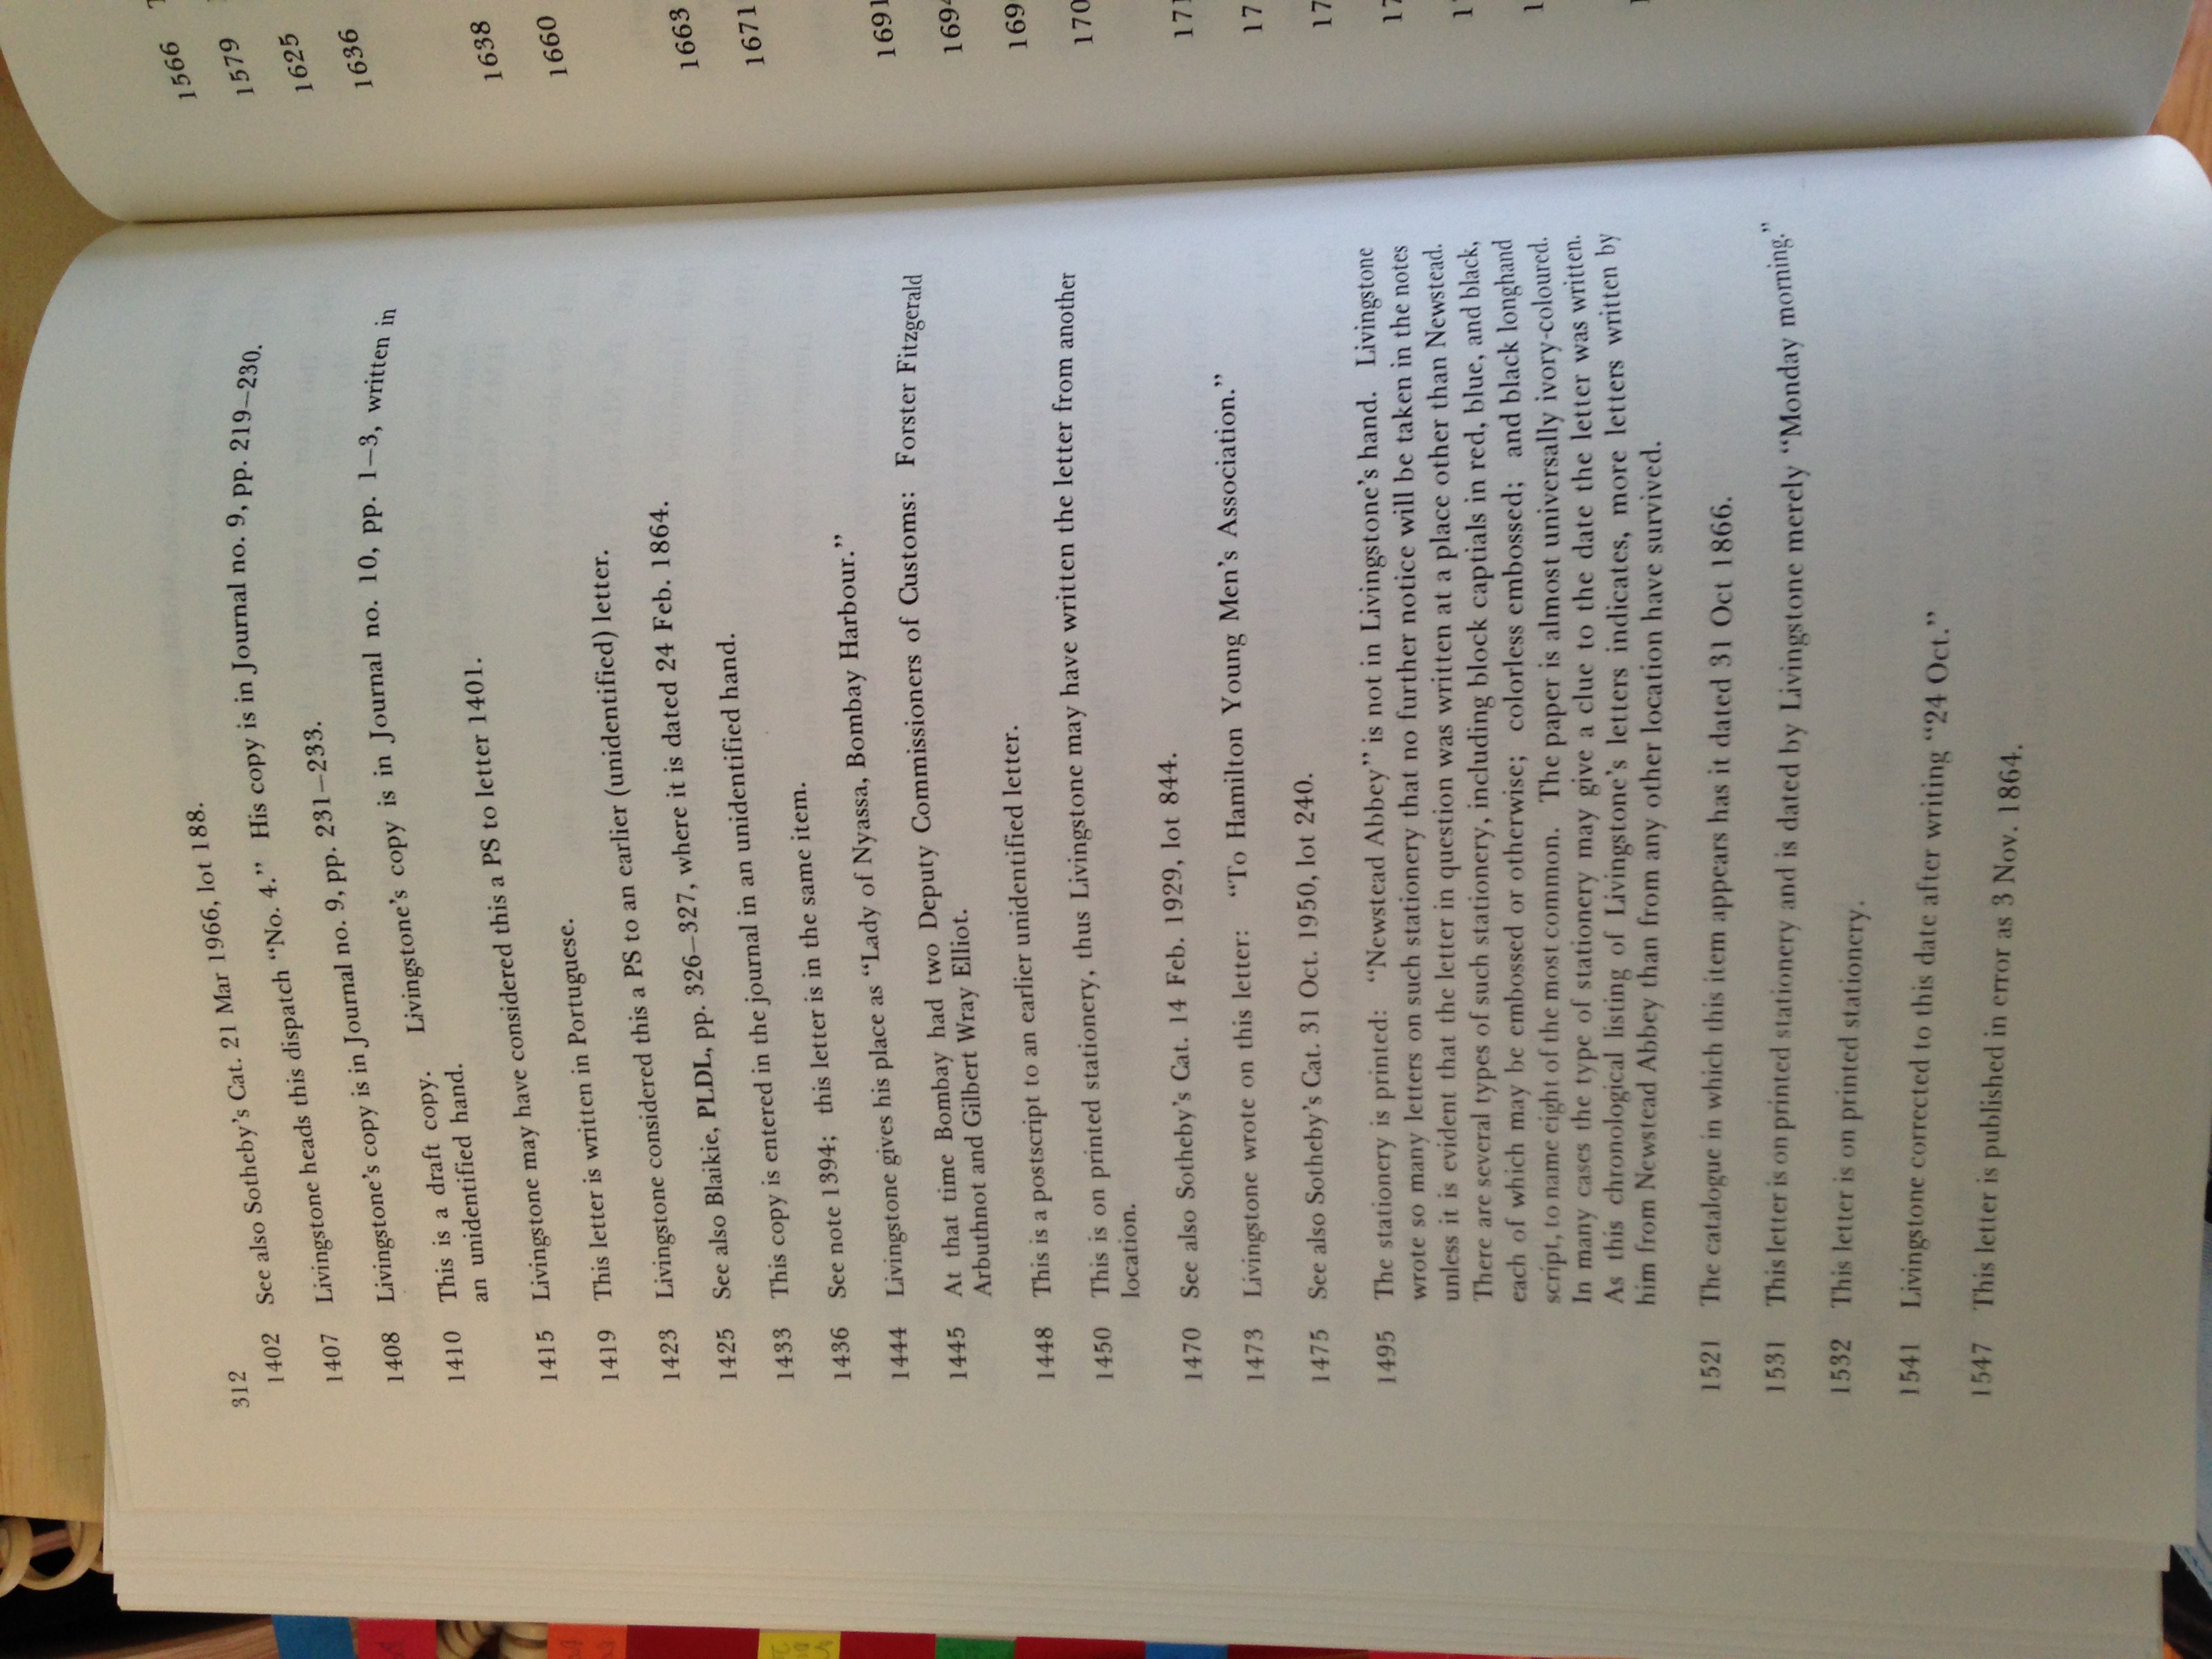 312
1402 See also Sotheby's Cat. 21 Mar 1966, lot 188.
1407 Livingstone heads this dispatch “No. 4.” His copy is in Journal no. 9, pp. 219–230.
1408 Livingstone's copy is in Journal no. 9, pp. 231–233.
1410 This is a draft copy. Livingstone's copy is in Journal no. 10, pp. 1–3, written in
an unidentified hand.
1415 Livingstone may have considered this a PS to letter 1401.
1419 This letter is written in Portuguese.
1423 Livingstone considered this a PS to an earlier (unidentified) letter.
1425 See also Blaikie, PLDL, pp. 326–327, where it is dated 24 Feb. 1864.
1433 This copy is entered in the journal in an unidentified hand.
1436 See note 1394; this letter is in the same item.
1444 Livingstone gives his place as “Lady of Nyassa, Bombay Harbour.”
1445 At that time Bombay had two Deputy Commissioners of Customs: Forster Fitzgerald
Arbuthnot and Gilbert Wray Elliot.
1448 This is a postscript to an earlier unidentified letter.
1450 This is on printed stationery, thus Livingstone may have written the letter from another
location.
1470 See also Sotheby's Cat. 14 Feb. 1929, lot 844.
1473 Livingstone wrote on this letter: “To Hamilton Young Men's Association.”
1475 See also Sotheby's Cat. 31 Oct. 1950, lot 240.
1495 The stationery is printed: “Newstead Abbey” is not in Livingstone's hand. Livingstone
wrote so many letters on such stationery that no further notice will be taken in the notes
unless it is evident that the letter in question was written at a place other than Newstead.
There are several types of such stationery, including block captials in red, blue, and black,
each of which may be embossed or otherwise; colorless embossed; and black longhand
script, to name eight of the most common. The paper is almost universally ivory-coloured.
In many cases the type of stationery may give a clue to the date the letter was written.
As this chronological listing of Livingstone's letters indicates, more letters written by
him from Newstead Abbey than from any other location have survived.
1521 The catalogue in which this item appears has it dated 31 Oct 1866.
1531 This letter is on printed stationery and is dated by Livingstone merely “Monday morning.”
1532 This letter is on printed stationery.
1541 Livingstone corrected to this date after writing “24 Oct.”
1547 This letter is published in error as 3 Nov. 1864.
1566
1579
1625
1636
1638
1660
1663
1671
1691